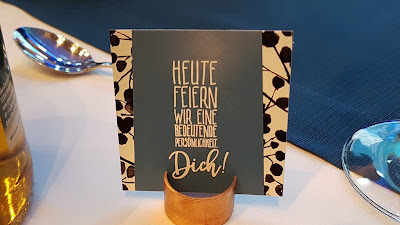 HEUTE
FEIERN
WIR EINE
BEDEUTENDE
PERSÖNLICHKEIT
Dich!